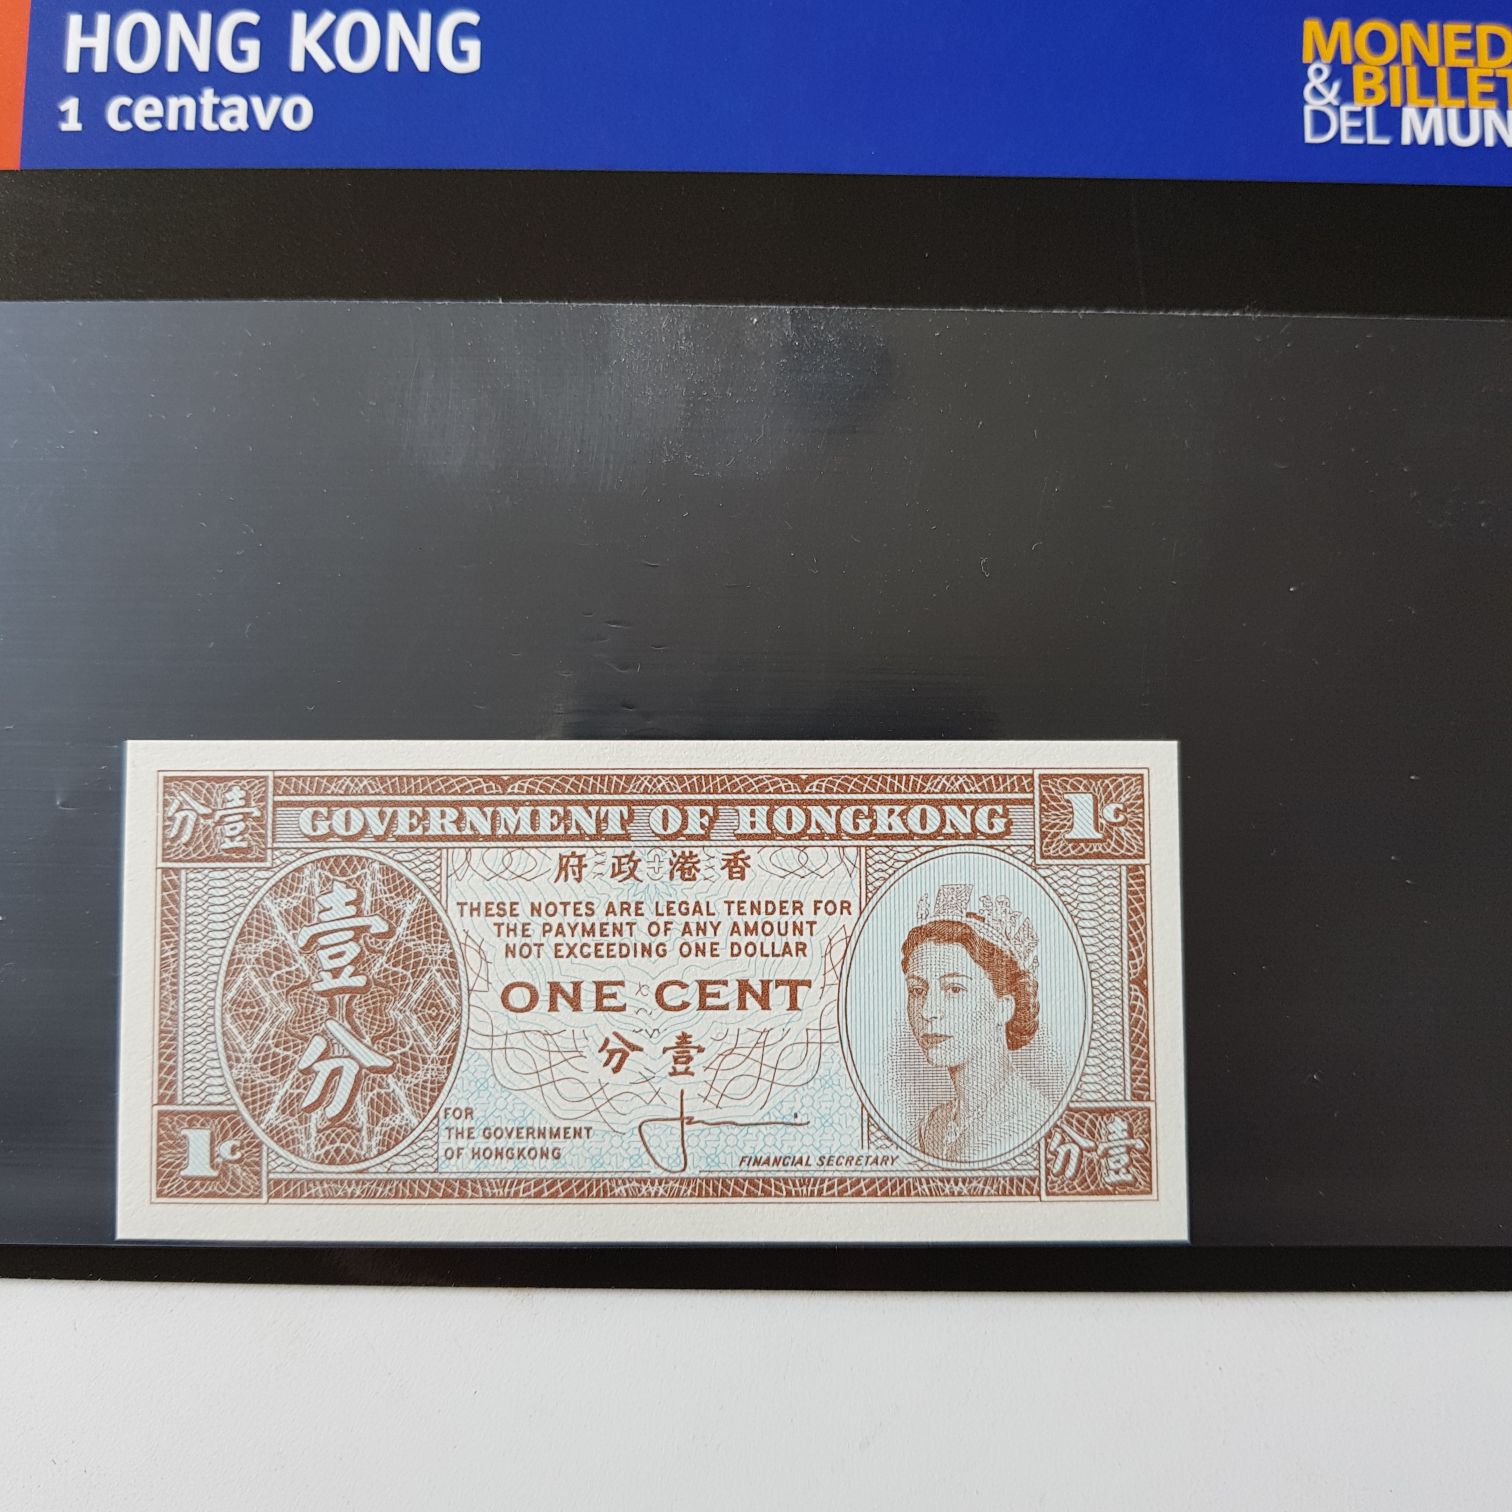 HONG KONG
1 centavo
MONED
& BILLET
DEL MUN
分壹
GOVERNMENT OF HONGKONG
1c
府政港香
THESE NOTES ARE LEGAL TENDER FOR
THE PAYMENT OF ANY AMOUNT
NOT EXCEEDING ONE DOLLAR
ONE CENT
分壹
壹
分
FOR
THE GOVERNMENT
OF HONGKONG
FINANCIAL SECRETARY
1c
分壹